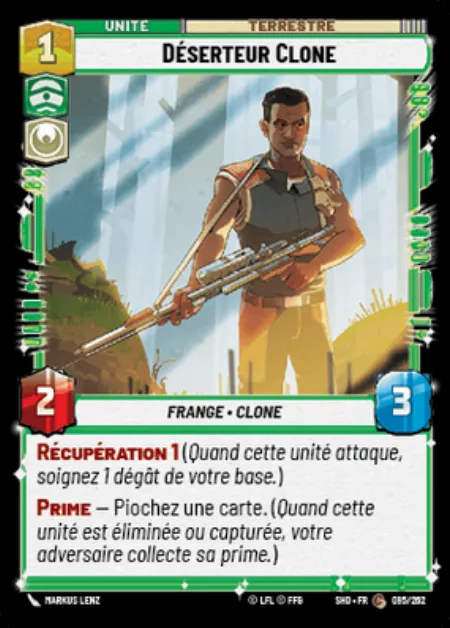 UNITÉ
TERRESTRE
1
DÉSERTEUR CLONE
2
3
FRANGE • CLONE
RÉCUPÉRATION 1 (Quand cette unité attaque,
soignez 1 dégât de votre base.)
PRIME — Piochez une carte. (Quand cette
unité est éliminée ou capturée, votre
adversaire collecte sa prime.)
MARKUS LENZ
© LFL ® FFG
SHD • FR
095/262